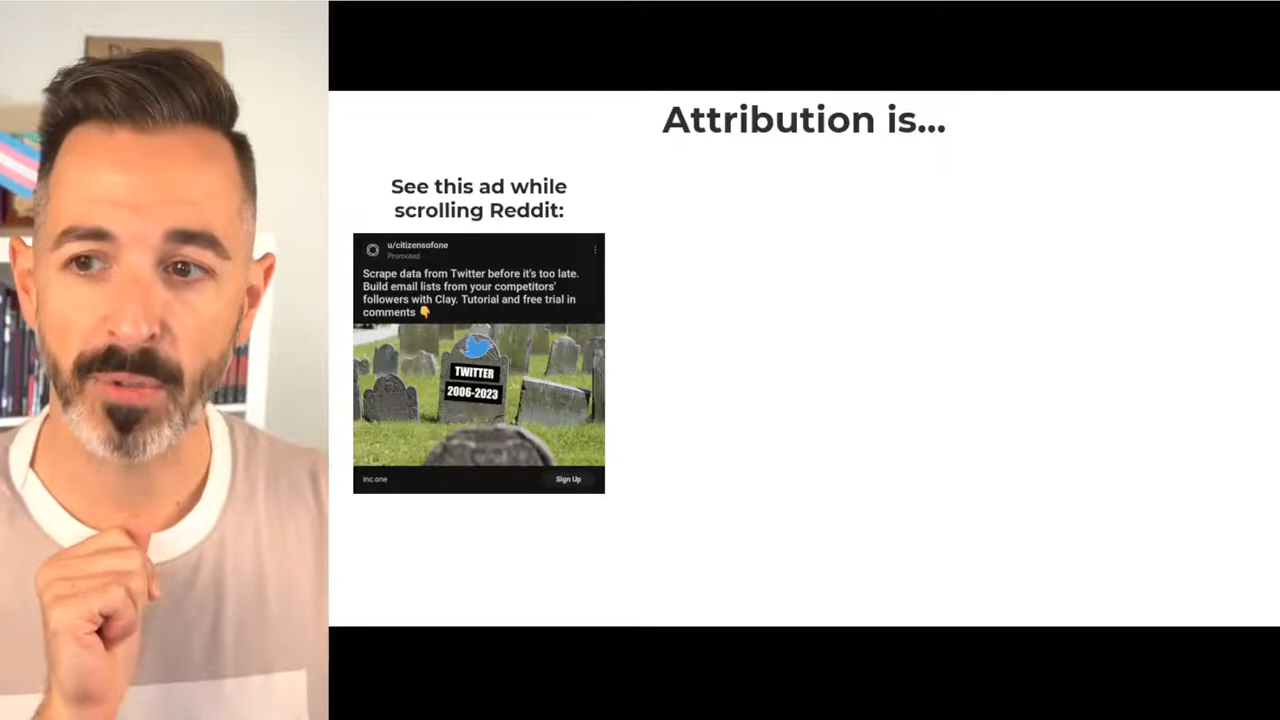 Attribution is...
See this ad while
scrolling Reddit:
u/citizensofone
Promoted
Scrape data from Twitter before it's too late.
Build email lists from your competitors'
followers with Clay. Tutorial and free trial in
comments 👇
TWITTER
2006-2023
inc.one
Sign Up